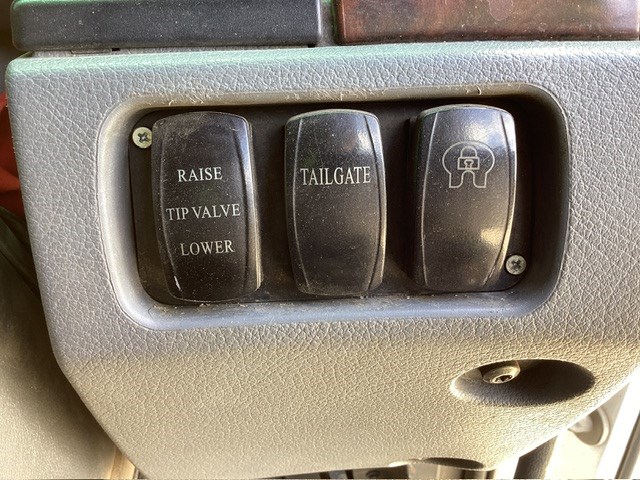 RAISE
TIP VALVE
LOWER
TAILGATE